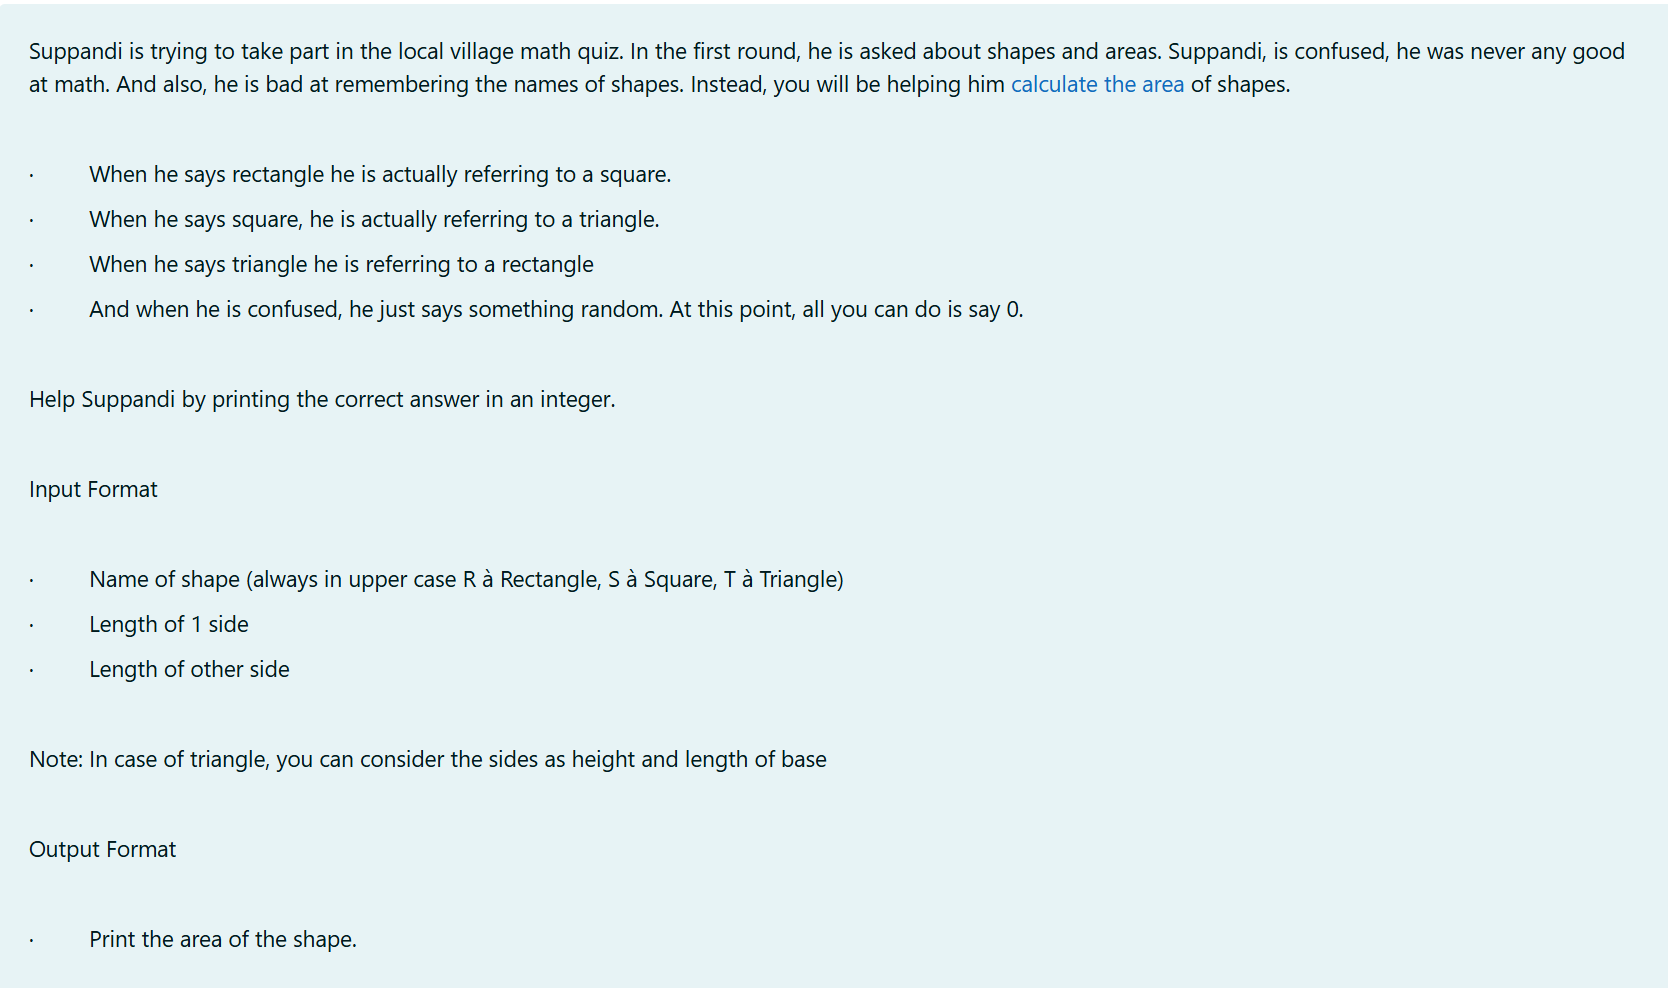 Suppandi is trying to take part in the local village math quiz. In the first round, he is asked about shapes and areas. Suppandi, is confused, he was never any good
at math. And also, he is bad at remembering the names of shapes. Instead, you will be helping him calculate the area of shapes.
· When he says rectangle he is actually referring to a square.
· When he says square, he is actually referring to a triangle.
· When he says triangle he is referring to a rectangle
· And when he is confused, he just says something random. At this point, all you can do is say 0.
Help Suppandi by printing the correct answer in an integer.
Input Format
· Name of shape (always in upper case R à Rectangle, S à Square, T à Triangle)
· Length of 1 side
· Length of other side
Note: In case of triangle, you can consider the sides as height and length of base
Output Format
· Print the area of the shape.